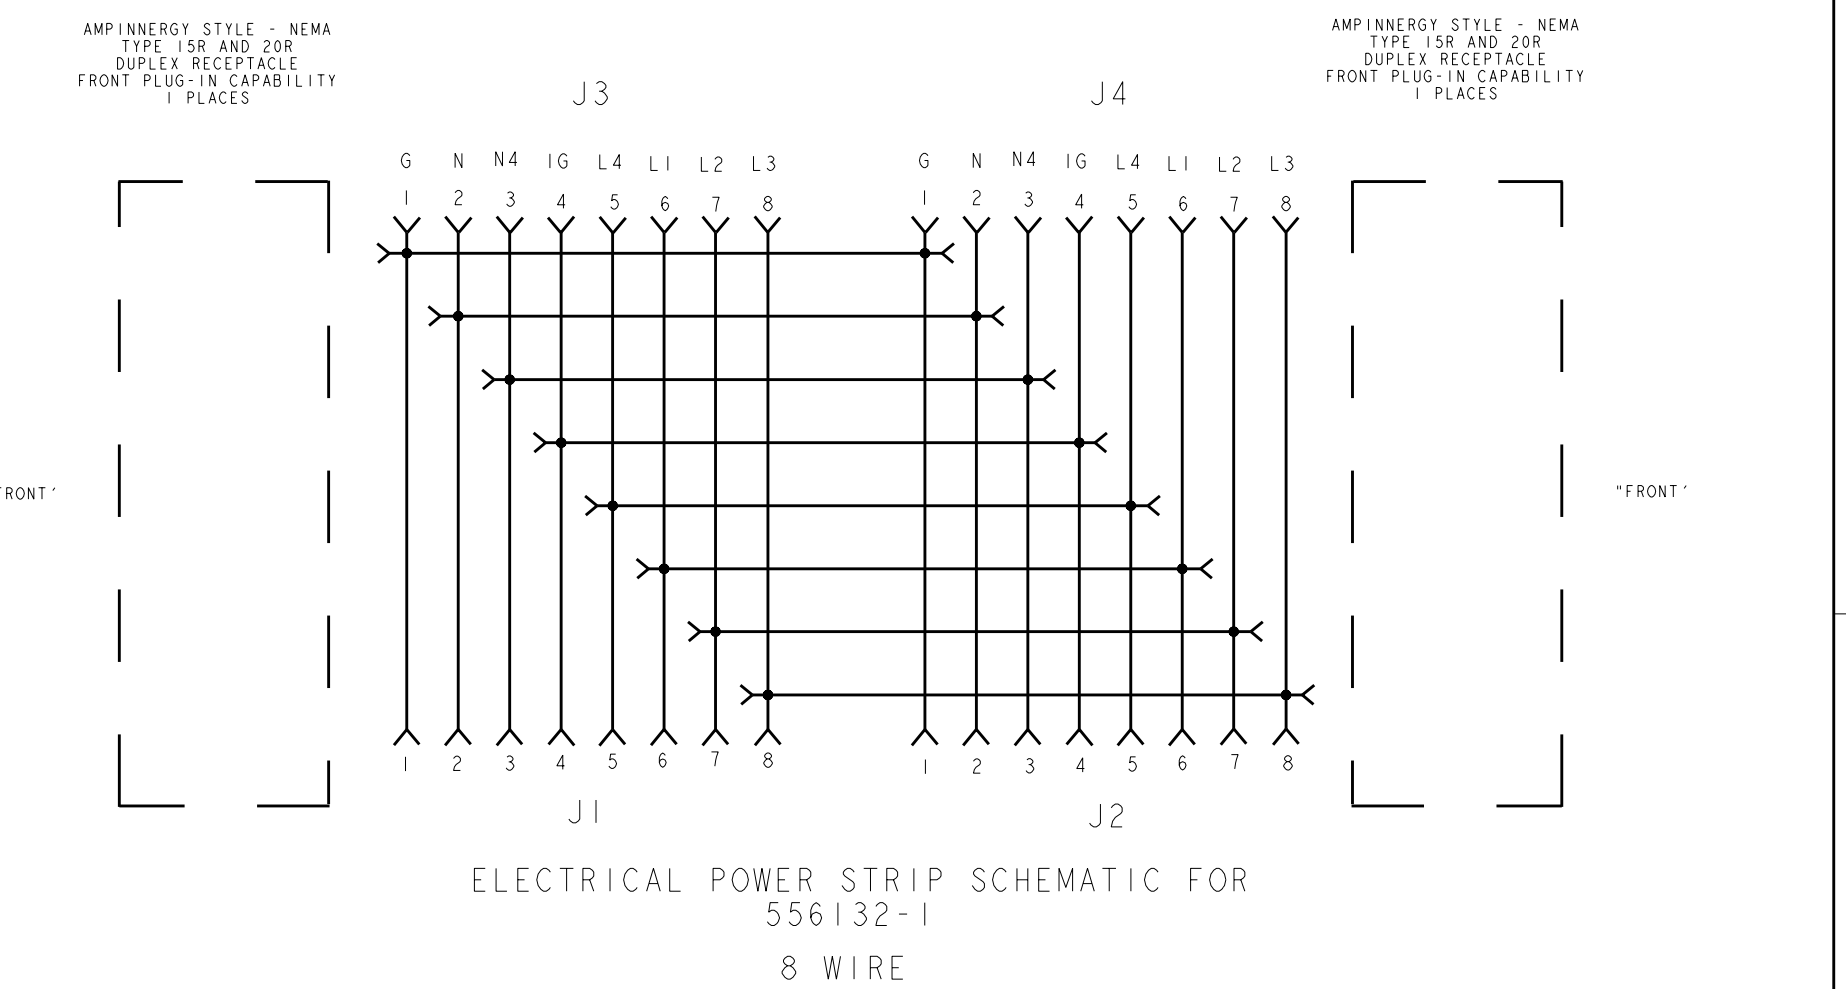 AMPINNERGY STYLE - NEMA
TYPE 15R AND 20R
DUPLEX RECEPTACLE
FRONT PLUG-IN CAPABILITY
1 PLACES
AMPINNERGY STYLE - NEMA
TYPE 15R AND 20R
DUPLEX RECEPTACLE
FRONT PLUG-IN CAPABILITY
1 PLACES
J3
J4
G N N4 IG L4 L1 L2 L3
G N N4 IG L4 L1 L2 L3
1 2 3 4 5 6 7 8
1 2 3 4 5 6 7 8
FRONT'
"FRONT'
1 2 3 4 5 6 7 8
1 2 3 4 5 6 7 8
J1
J2
ELECTRICAL POWER STRIP SCHEMATIC FOR
556132-1
8 WIRE